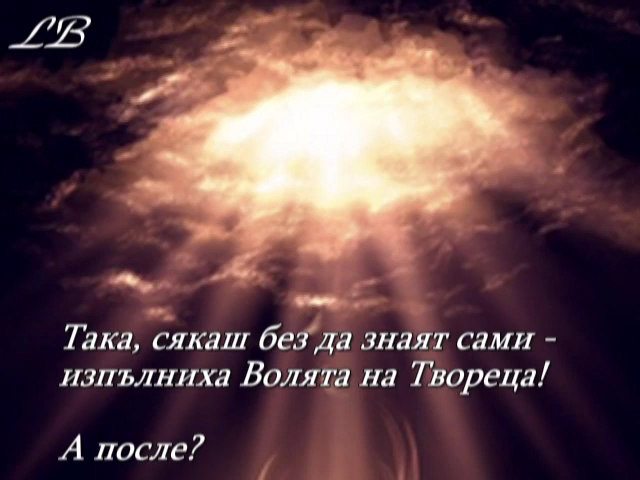 LB
Така, сякаш без да знаят сами -
изпълниха Волята на Твореца!
А после?